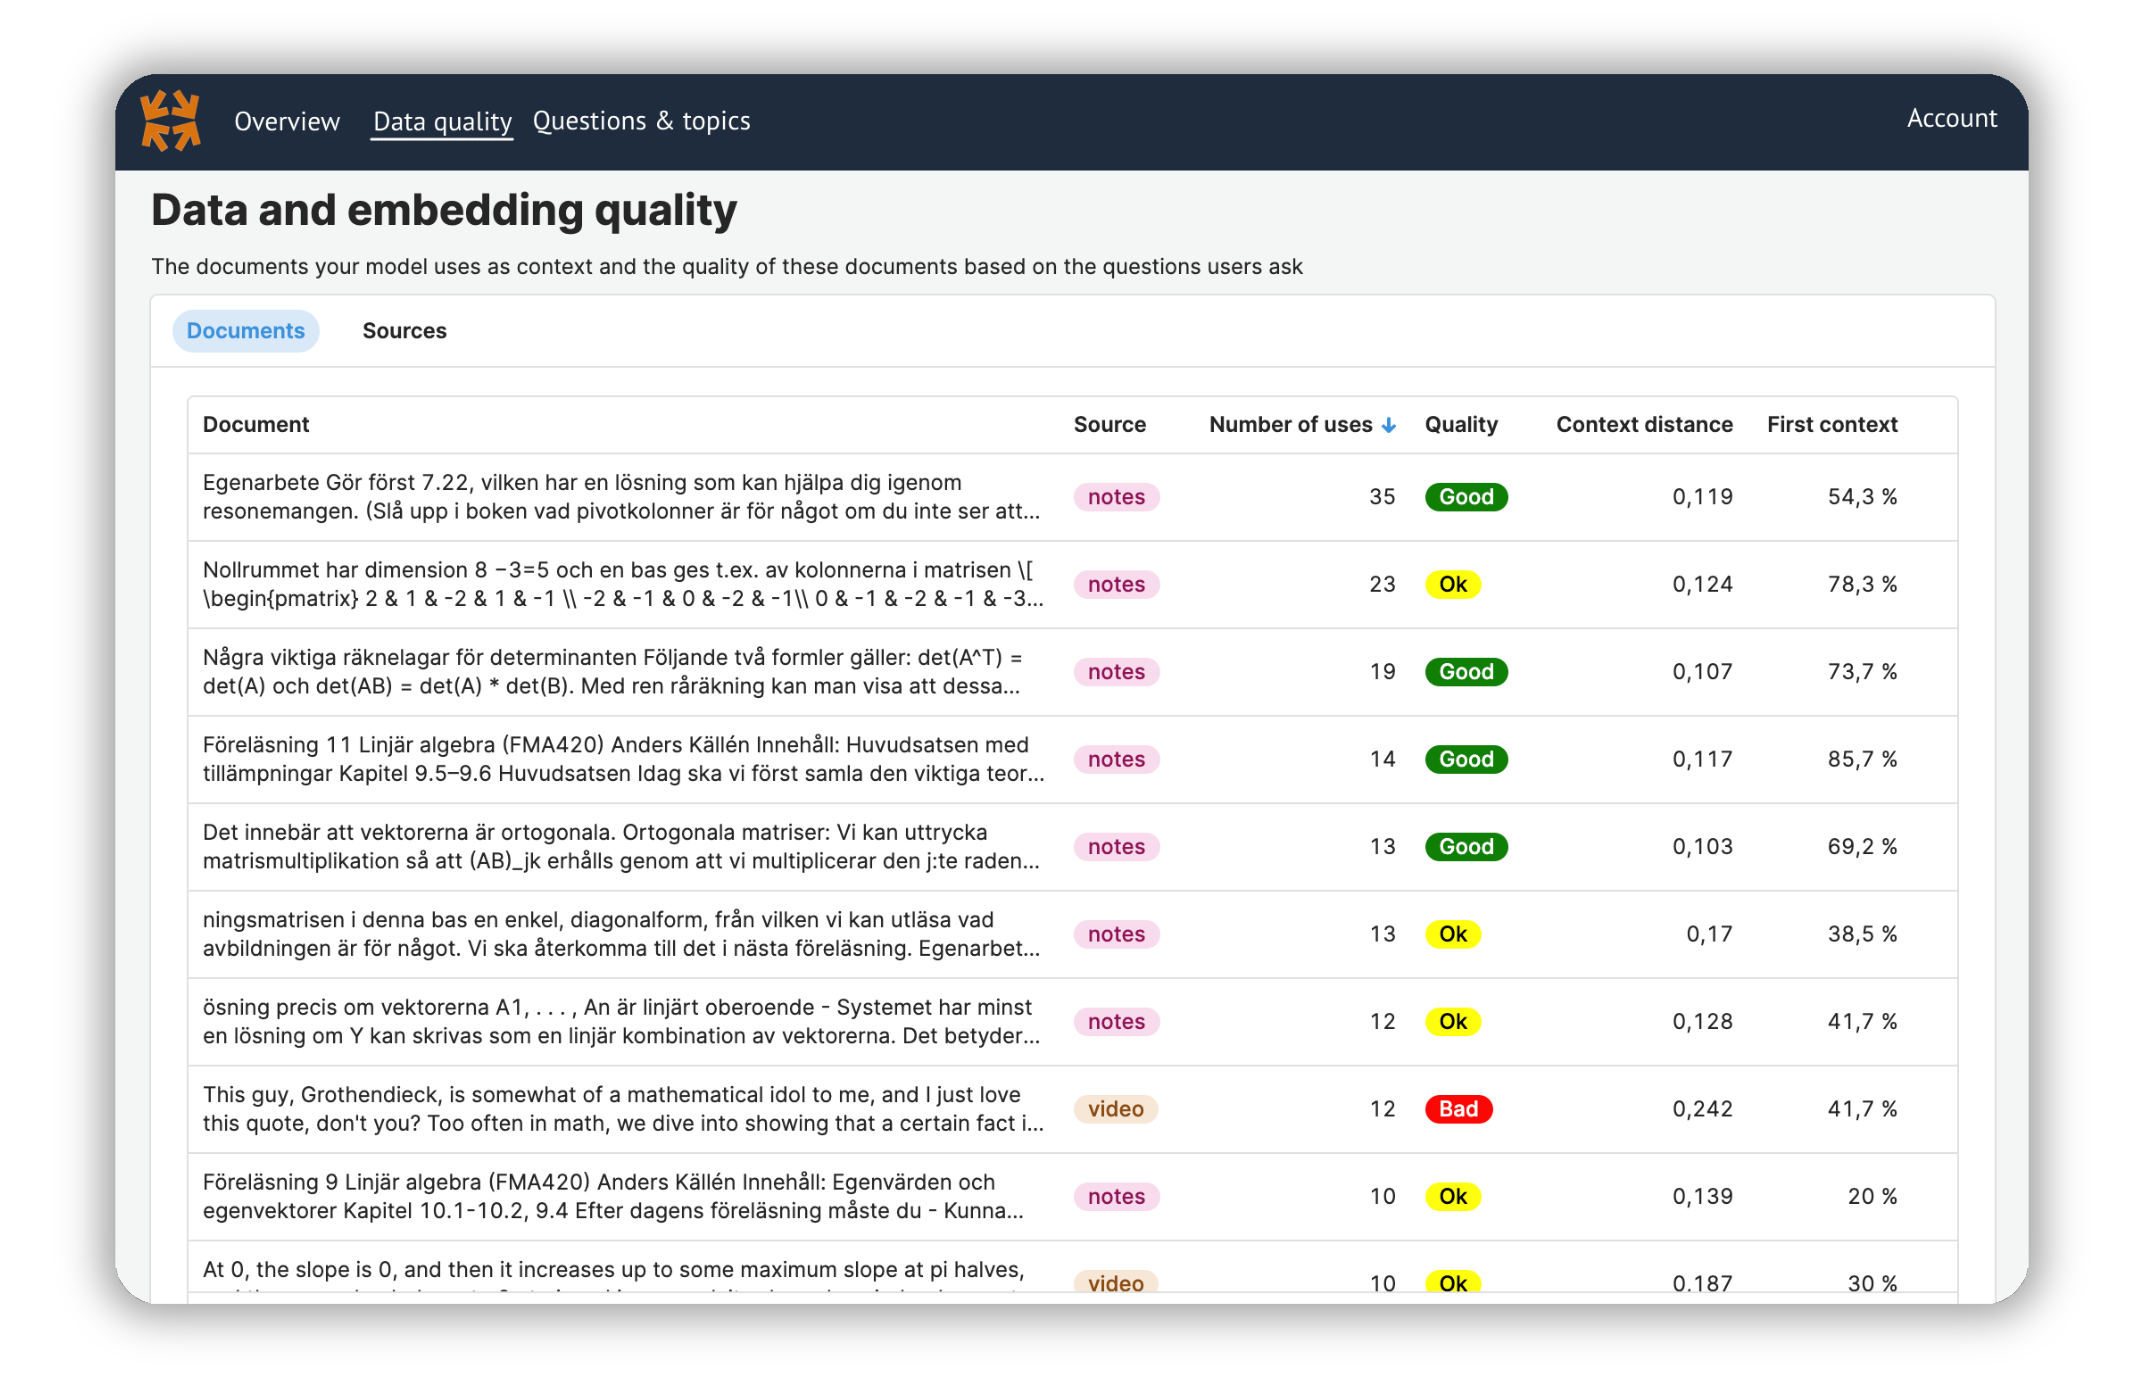 Overview Data quality Questions & topics Account
Data and embedding quality
The documents your model uses as context and the quality of these documents based on the questions users ask
Documents Sources
Document Source Number of uses ↓ Quality Context distance First context
Egenarbete Gör först 7.22, vilken har en lösning som kan hjälpa dig igenom
resonemangen. (Slå upp i boken vad pivotkolonner är för något om du inte ser att...
notes 35 Good 0,119 54,3 %
Nollrummet har dimension 8 −3=5 och en bas ges t.ex. av kolonnerna i matrisen \[
\begin{pmatrix} 2 & 1 & -2 & 1 & -1 \\ -2 & -1 & 0 & -2 & -1\\ 0 & -1 & -2 & -1 & -3...
notes 23 Ok 0,124 78,3 %
Några viktiga räknelagar för determinanten Följande två formler gäller: det(A^T) =
det(A) och det(AB) = det(A) * det(B). Med ren råräkning kan man visa att dessa...
notes 19 Good 0,107 73,7 %
Föreläsning 11 Linjär algebra (FMA420) Anders Källén Innehåll: Huvudsatsen med
tillämpningar Kapitel 9.5–9.6 Huvudsatsen Idag ska vi först samla den viktiga teor...
notes 14 Good 0,117 85,7 %
Det innebär att vektorerna är ortogonala. Ortogonala matriser: Vi kan uttrycka
matrismultiplikation så att (AB)_jk erhålls genom att vi multiplicerar den j:te raden...
notes 13 Good 0,103 69,2 %
ningsmatrisen i denna bas en enkel, diagonalform, från vilken vi kan utläsa vad
avbildningen är för något. Vi ska återkomma till det i nästa föreläsning. Egenarbet...
notes 13 Ok 0,17 38,5 %
ösning precis om vektorerna A1, . . . , An är linjärt oberoende - Systemet har minst
en lösning om Y kan skrivas som en linjär kombination av vektorerna. Det betyder...
notes 12 Ok 0,128 41,7 %
This guy, Grothendieck, is somewhat of a mathematical idol to me, and I just love
this quote, don't you? Too often in math, we dive into showing that a certain fact i...
video 12 Bad 0,242 41,7 %
Föreläsning 9 Linjär algebra (FMA420) Anders Källén Innehåll: Egenvärden och
egenvektorer Kapitel 10.1-10.2, 9.4 Efter dagens föreläsning måste du - Kunna...
notes 10 Ok 0,139 20 %
At 0, the slope is 0, and then it increases up to some maximum slope at pi halves,
video 10 Ok 0,187 30 %